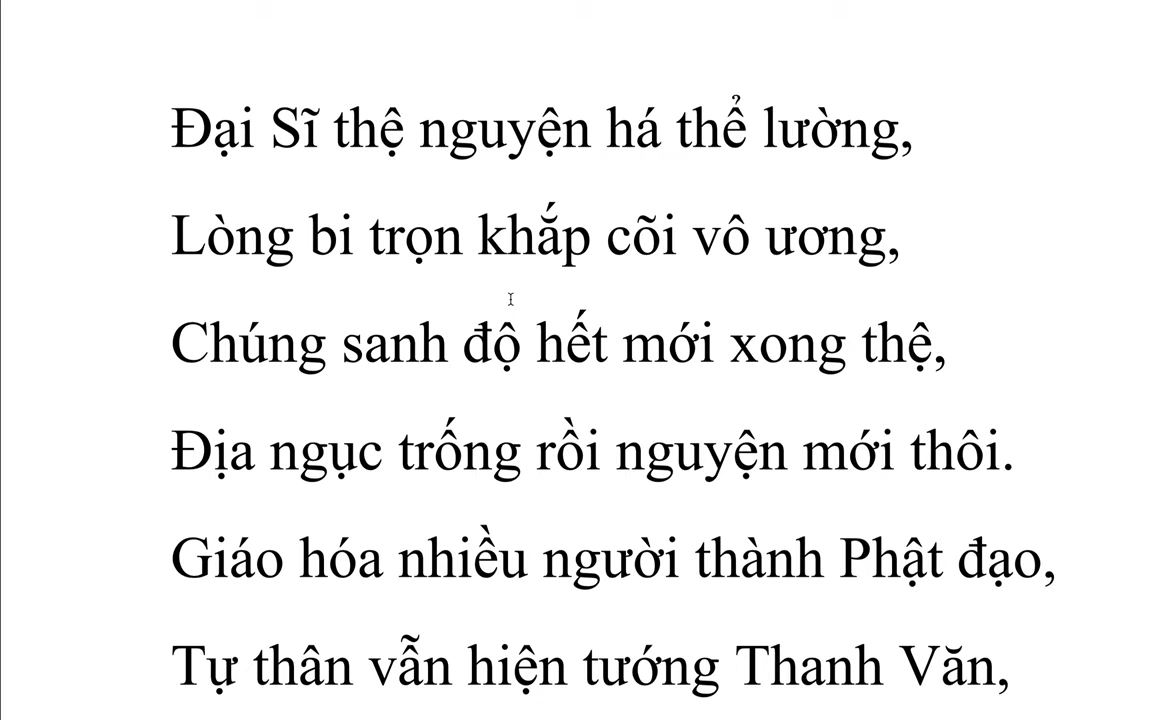 Đại Sĩ thệ nguyện há thể lường,
Lòng bi trọn khắp cõi vô ương,
Chúng sanh độ hết mới xong thệ,
Địa ngục trống rồi nguyện mới thôi.
Giáo hóa nhiều người thành Phật đạo,
Tự thân vẫn hiện tướng Thanh Văn,